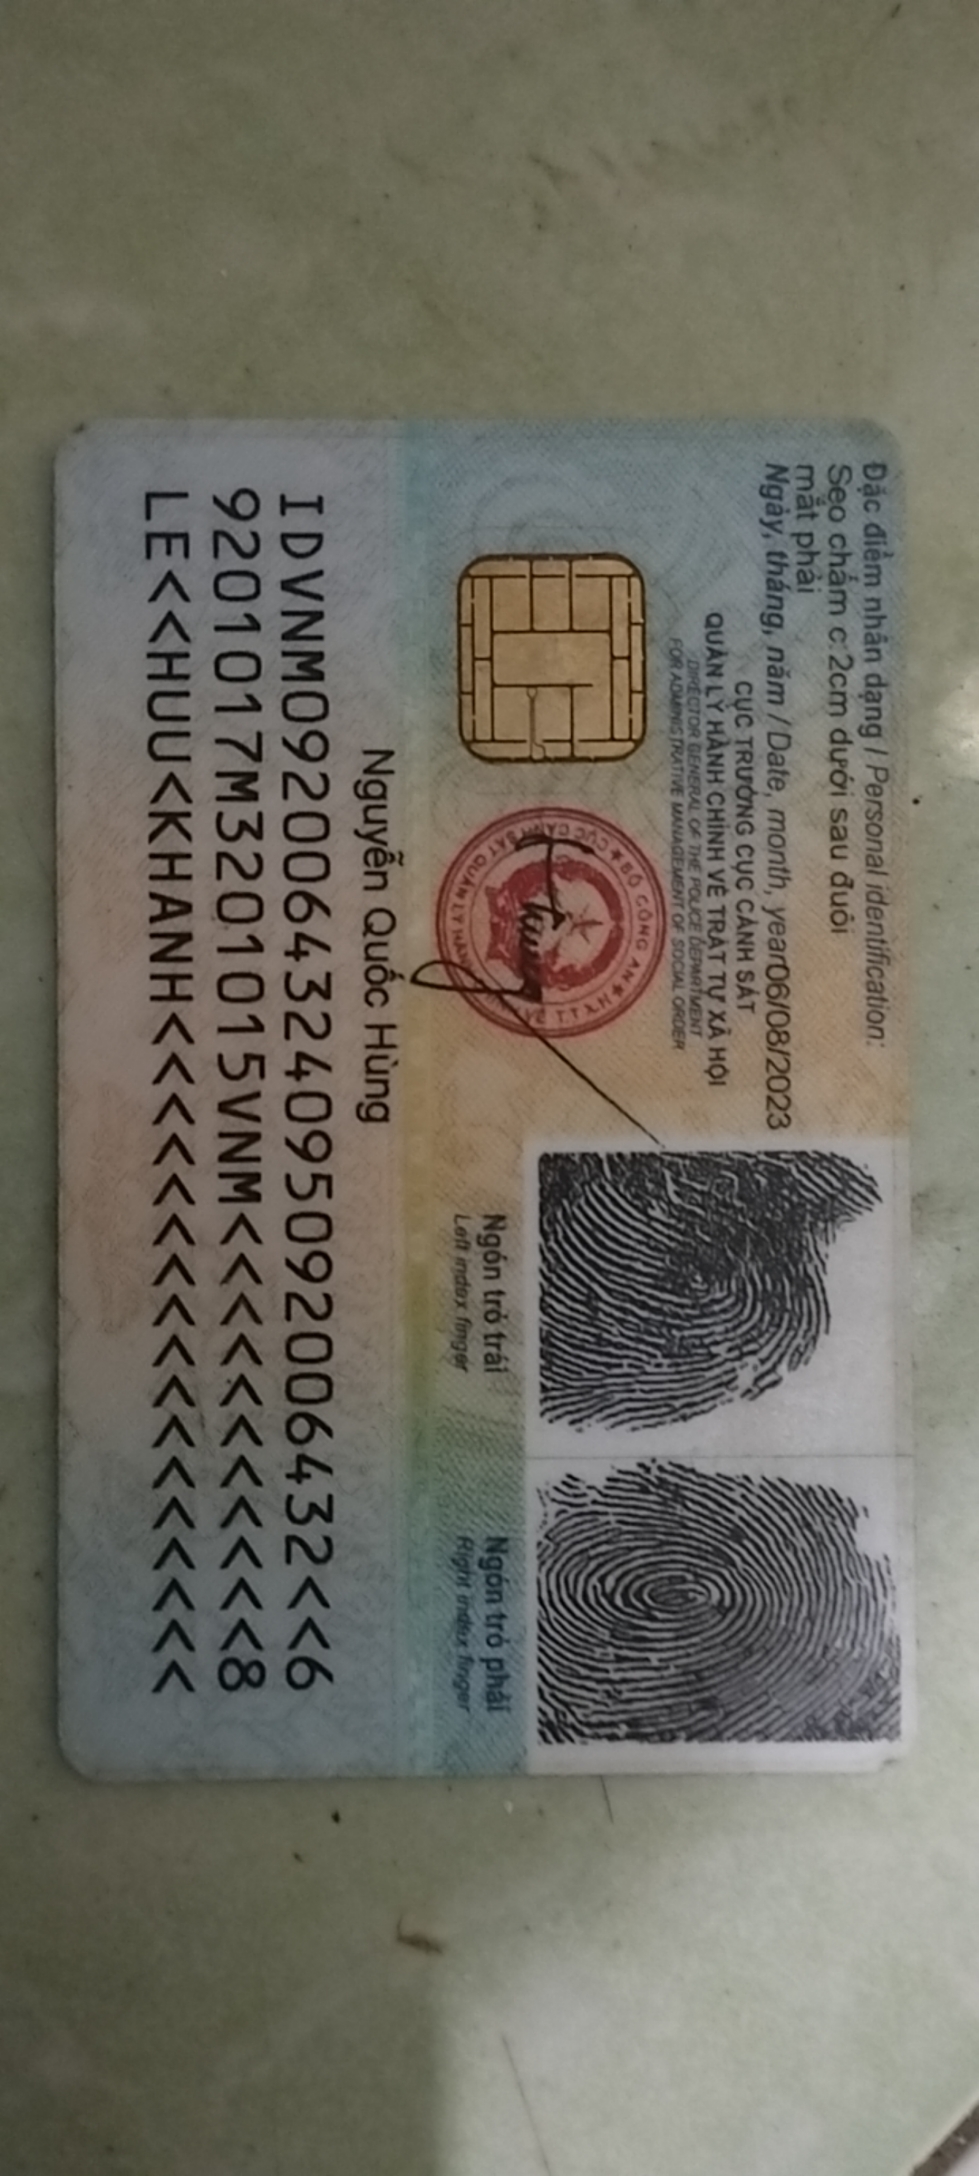 Đặc điểm nhân dạng / Personal identification:
Sẹo chấm c:2cm dưới sau đuôi
mắt phải
Ngày, tháng, năm / Date, month, year06/08/2023
CỤC TRƯỞNG CỤC CẢNH SÁT
QUẢN LÝ HÀNH CHÍNH VỀ TRẬT TỰ XÃ HỘI
DIRECTOR GENERAL OF THE POLICE DEPARTMENT
FOR ADMINISTRATIVE MANAGEMENT OF SOCIAL ORDER
BỘ CÔNG AN
Ngón trỏ trái
Left index finger
Ngón trỏ phải
Right index finger
Nguyễn Quốc Hùng
IDVNM0920064324095092006432<<6
9201017M3201015VNM<<<<<<<<<<<8
LE<<HUU<KHANH<<<<<<<<<<<<<<<<<